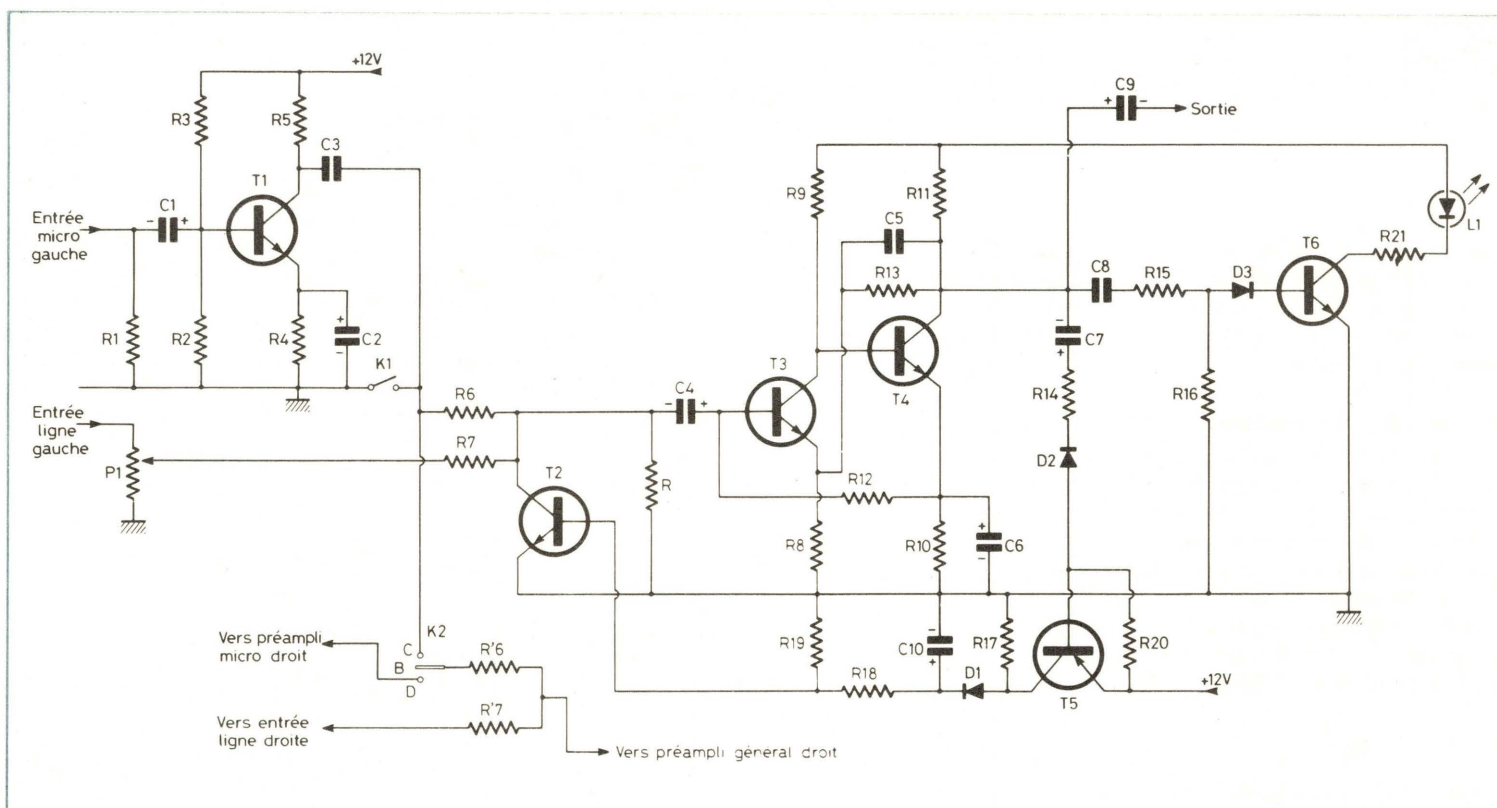 +12V
C9
+ -
Sortie
R3
R5
C3
R9
R11
T1
C5
L1
Entrée
micro
gauche
C1
- +
T6
R21
R13
C8
R15
D3
R1
R2
R4
+
-
C2
T3
T4
-
+
C7
K1
C4
- +
R14
R16
Entrée
ligne
gauche
R6
P1
R7
T2
R
R12
D2
R8
R10
+
-
C6
Vers préampli
micro droit
K2
C
B
D
R'6
R19
C10
-
+
R17
R20
R18
D1
T5
+12V
Vers entrée
ligne droite
R'7
Vers préampli général droit